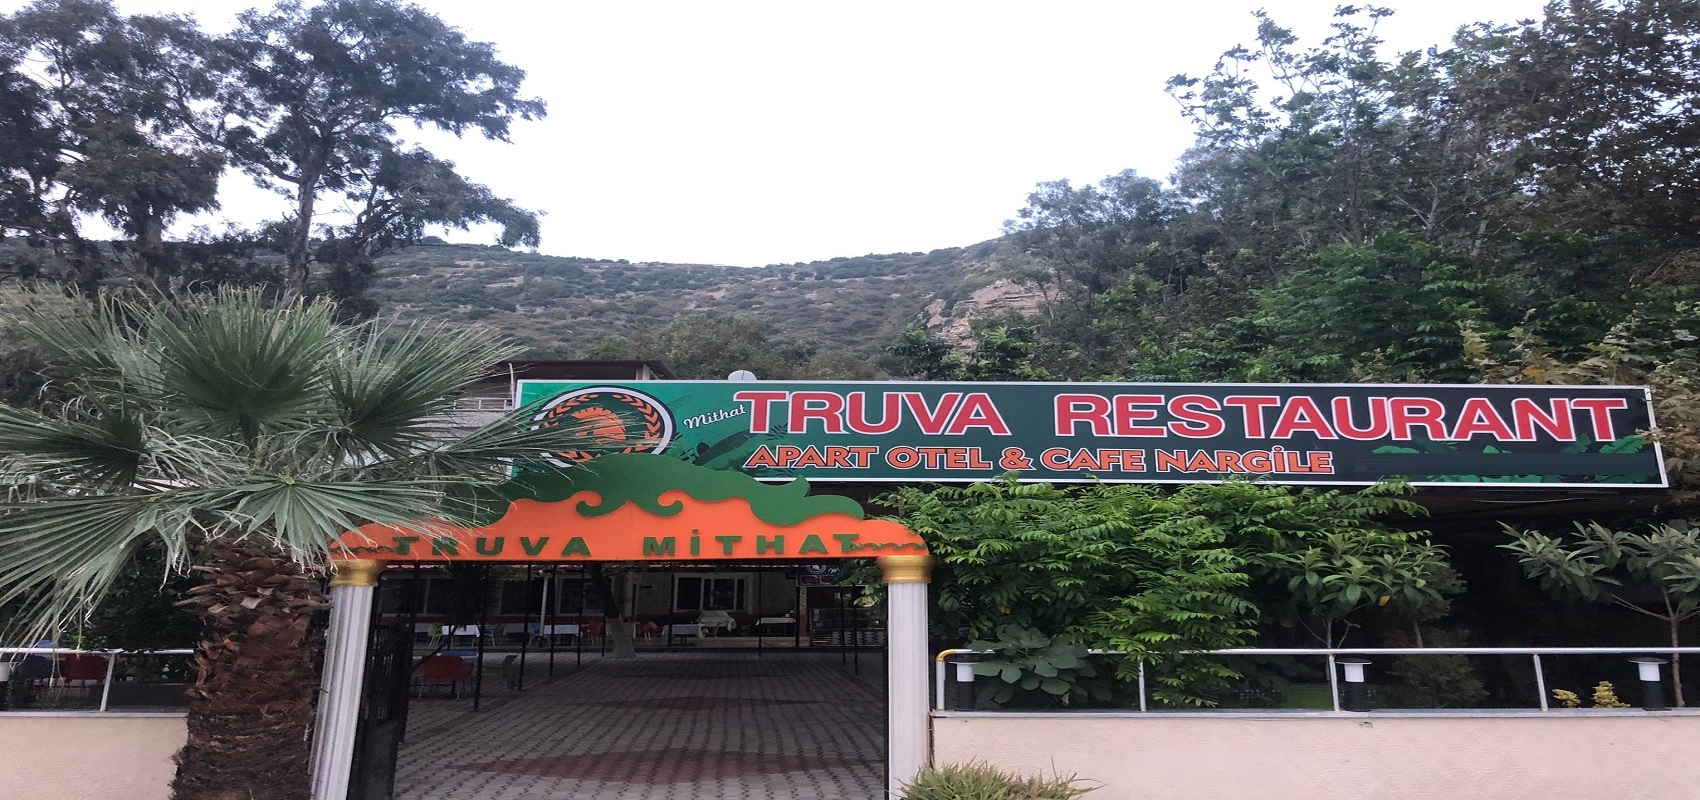 Mithat TRUVA RESTAURANT
APART OTEL & CAFE NARGİLE
TRUVA MİTHAT